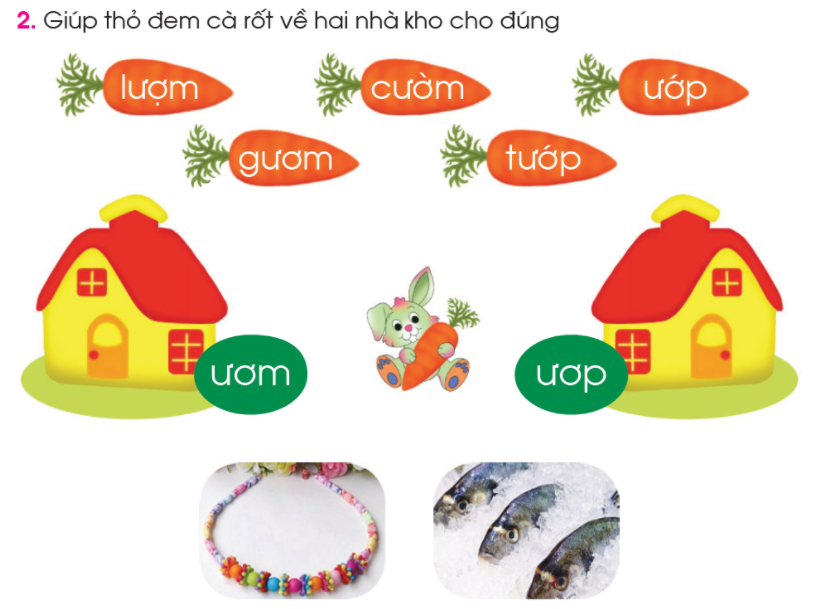 2. Giúp thỏ đem cà rốt về hai nhà kho cho đúng
lượm cườm ướp
gươm tướp
ươm ươp